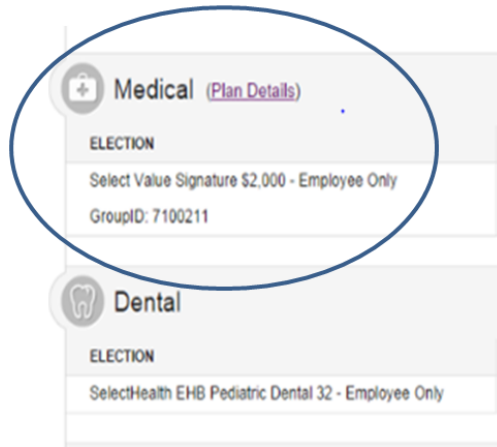 Medical (Plan Details)
ELECTION
Select Value Signature $2,000 - Employee Only
GroupID: 7100211
Dental
ELECTION
SelectHealth EHB Pediatric Dental 32 - Employee Only